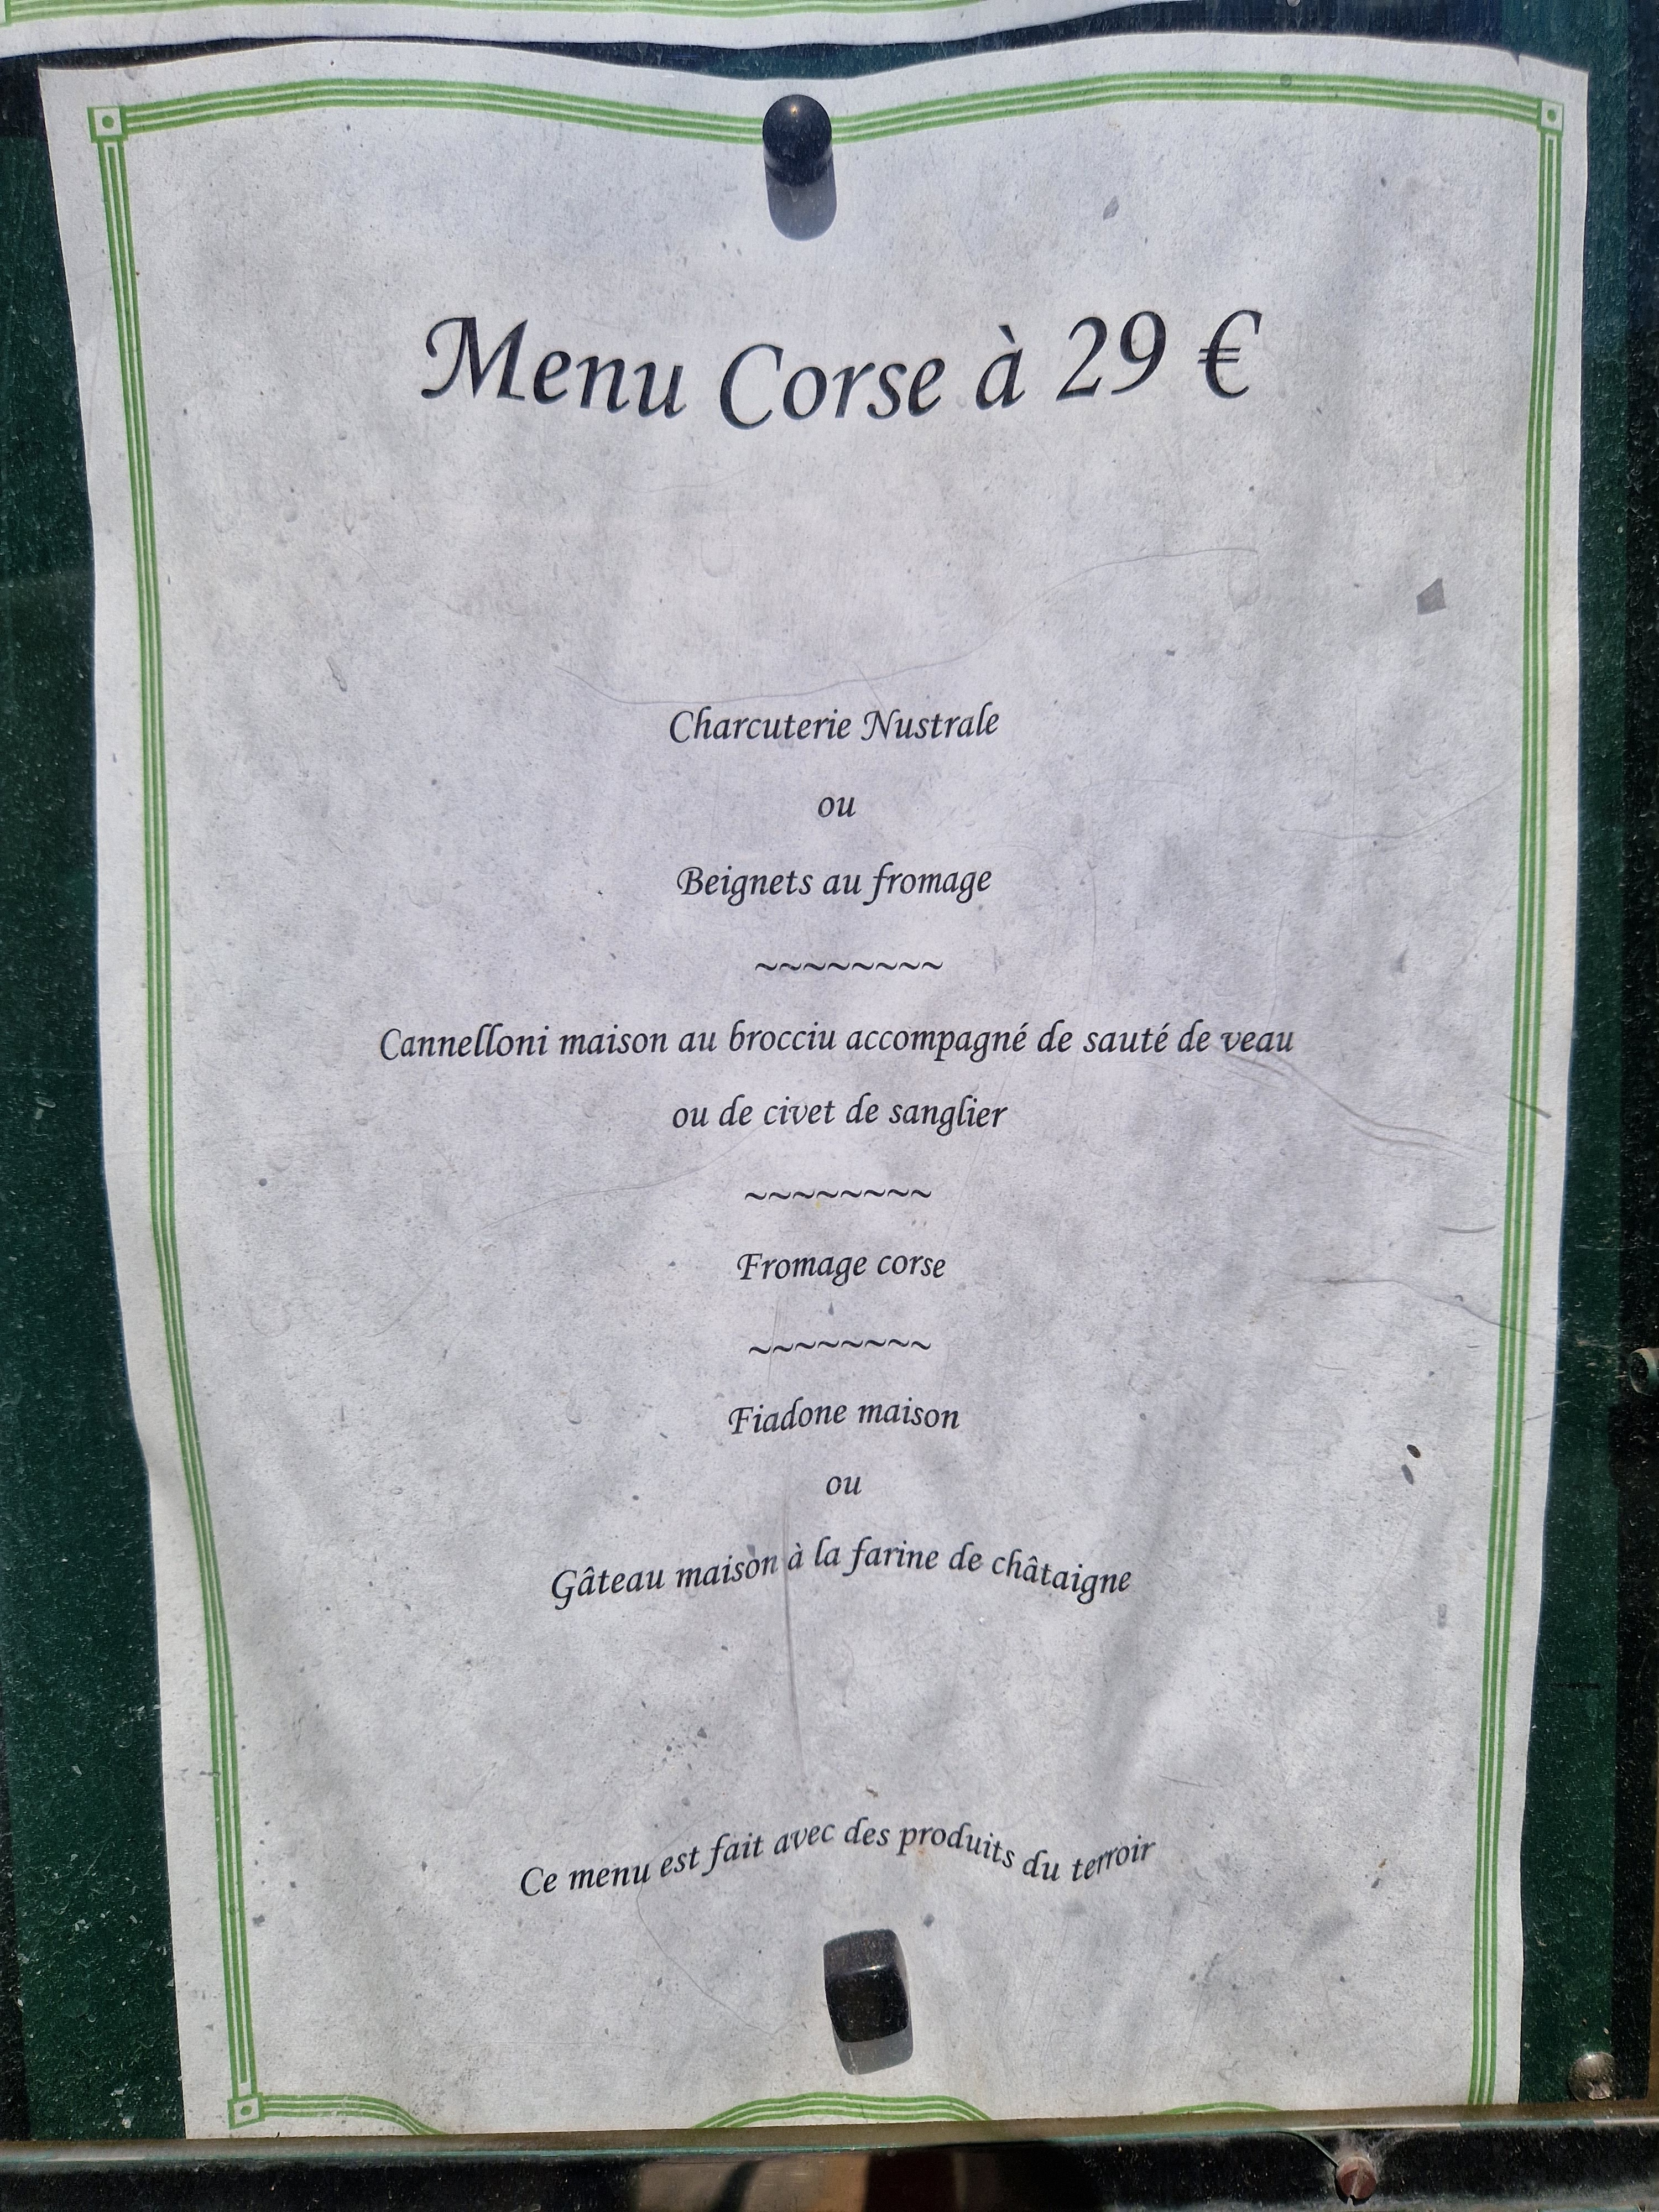 Menu Corse à 29 €
Charcuterie Nustrale
ou
Beignets au fromage
~~~~~~~~
Cannelloni maison au brocciu accompagné de sauté de veau
ou de civet de sanglier
~~~~~~~~
Fromage corse
~~~~~~~~
Fiadone maison
ou
Gâteau maison à la farine de châtaigne
Ce menu est fait avec des produits du terroir